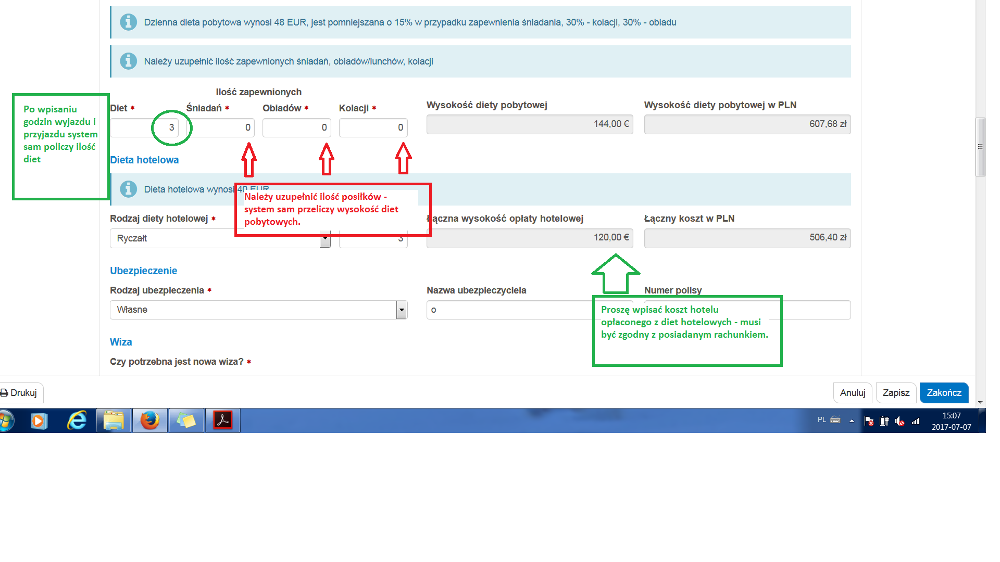 Dzienna dieta pobytowa wynosi 48 EUR, jest pomniejszana o 15% w przypadku zapewnienia śniadania, 30% - kolacji, 30% - obiadu
Należy uzupełnić ilość zapewnionych śniadań, obiadów/lunchów, kolacji
Po wpisaniu
godzin wyjazdu i
przyjazdu system
sam policzy ilość
diet
Ilość zapewnionych
Diet * Śniadań * Obiadów * Kolacji * Wysokość diety pobytowej Wysokość diety pobytowej w PLN
3 0 0 0 144,00 € 607,68 zł
Dieta hotelowa
Dieta hotelowa wynosi 40 EUR
Należy uzupełnić ilość posiłków -
system sam przeliczy wysokość diet
pobytowych.
Rodzaj diety hotelowej * Łączna wysokość opłaty hotelowej Łączny koszt w PLN
Ryczałt 3 120,00 € 506,40 zł
Ubezpieczenie
Rodzaj ubezpieczenia * Nazwa ubezpieczyciela Numer polisy
Własne o
Proszę wpisać koszt hotelu
opłaconego z diet hotelowych - musi
być zgodny z posiadanym rachunkiem.
Wiza
Czy potrzebna jest nowa wiza? *
Drukuj Anuluj Zapisz Zakończ
PL 15:07
2017-07-07